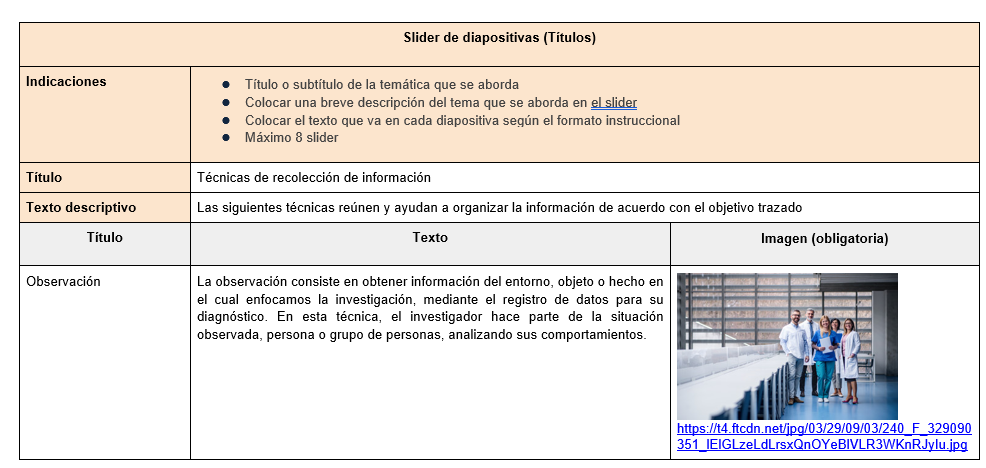 Slider de diapositivas (Títulos)
Indicaciones
● Título o subtítulo de la temática que se aborda
● Colocar una breve descripción del tema que se aborda en el slider
● Colocar el texto que va en cada diapositiva según el formato instruccional
● Máximo 8 slider
Título
Técnicas de recolección de información
Texto descriptivo
Las siguientes técnicas reúnen y ayudan a organizar la información de acuerdo con el objetivo trazado
Título
Texto
Imagen (obligatoria)
Observación
La observación consiste en obtener información del entorno, objeto o hecho en
el cual enfocamos la investigación, mediante el registro de datos para su
diagnóstico. En esta técnica, el investigador hace parte de la situación
observada, persona o grupo de personas, analizando sus comportamientos.
https://t4.ftcdn.net/jpg/03/29/09/03/240_F_329090
351_IEIGLzeLdLrsxQnOYeBlVLR3WKnRJyIu.jpg